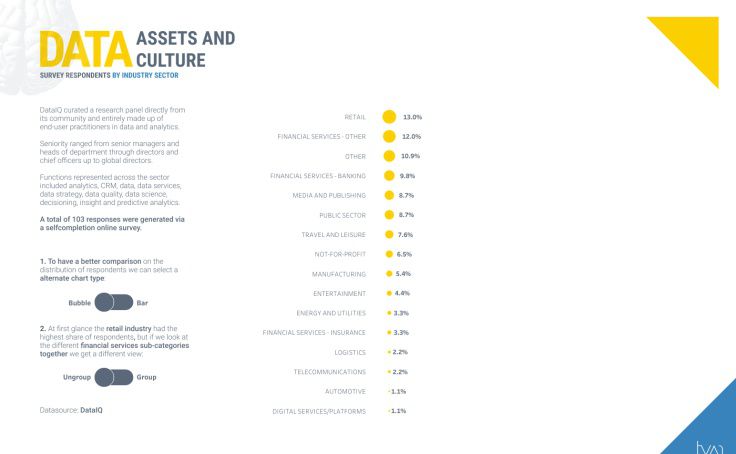 DATA ASSETS AND
CULTURE
SURVEY RESPONDENTS BY INDUSTRY SECTOR
DataIQ curated a research panel directly from
its community and entirely made up of
end-user practitioners in data and analytics.
Seniority ranged from senior managers and
heads of department through directors and
chief officers up to global directors.
Functions represented across the sector
included analytics, CRM, data, data services,
data strategy, data quality, data science,
decisioning, insight and predictive analytics.
A total of 103 responses were generated via
a selfcompletion online survey.
1. To have a better comparison on the
distribution of respondents we can select a
alternate chart type:
Bubble Bar
2. At first glance the retail industry had the
highest share of respondents, but if we look at
the different financial services sub-categories
together we get a different view:
Ungroup Group
Datasource: DataIQ
RETAIL 13.0%
FINANCIAL SERVICES - OTHER 12.0%
OTHER 10.9%
FINANCIAL SERVICES - BANKING 9.8%
MEDIA AND PUBLISHING 8.7%
PUBLIC SECTOR 8.7%
TRAVEL AND LEISURE 7.6%
NOT-FOR-PROFIT 6.5%
MANUFACTURING 5.4%
ENTERTAINMENT 4.4%
ENERGY AND UTILITIES 3.3%
FINANCIAL SERVICES - INSURANCE 3.3%
LOGISTICS 2.2%
TELECOMMUNICATIONS 2.2%
AUTOMOTIVE 1.1%
DIGITAL SERVICES/PLATFORMS 1.1%